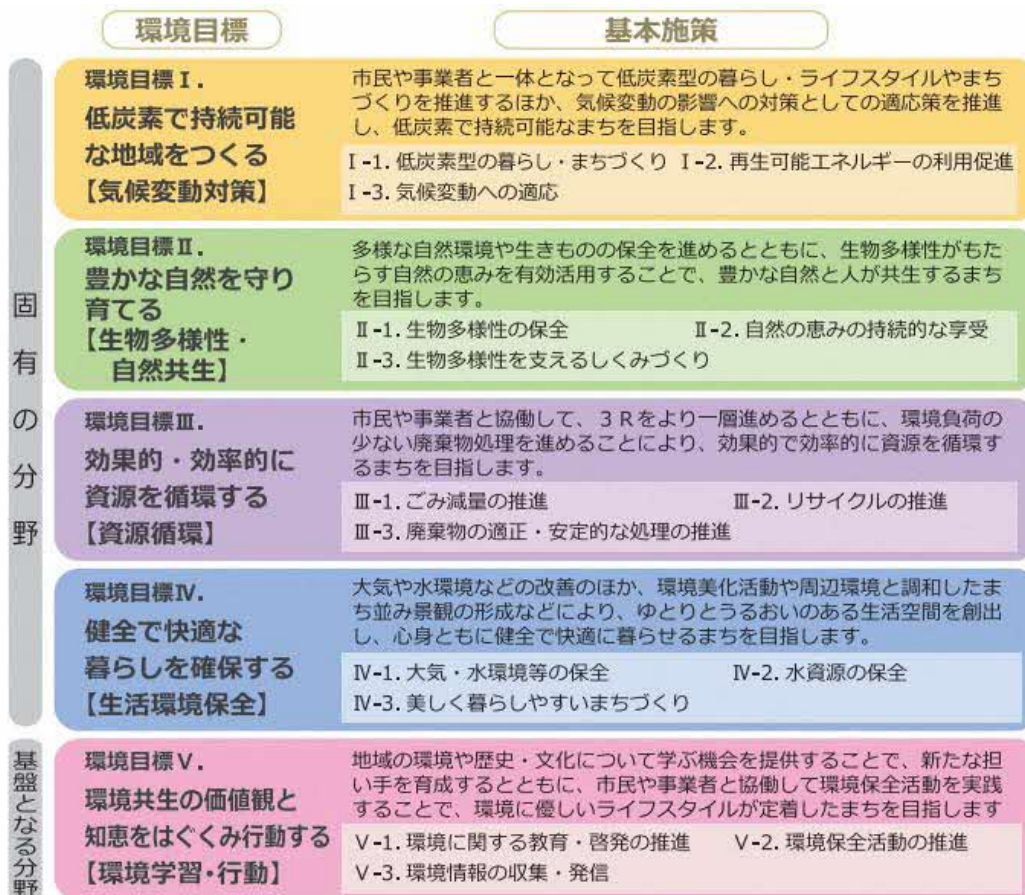 環境目標
基本施策
固有の分野
環境目標Ⅰ.
低炭素で持続可能
な地域をつくる
【気候変動対策】
市民や事業者と一体となって低炭素型の暮らし・ライフスタイルやまち
づくりを推進するほか、気候変動の影響への対策としての適応策を推進
し、低炭素で持続可能なまちを目指します。
Ⅰ-1. 低炭素型の暮らし・まちづくり Ⅰ-2. 再生可能エネルギーの利用促進
Ⅰ-3. 気候変動への適応
環境目標Ⅱ.
豊かな自然を守り
育てる
【生物多様性・
自然共生】
多様な自然環境や生きものの保全を進めるとともに、生物多様性がもた
らす自然の恵みを有効活用することで、豊かな自然と人が共生するまち
を目指します。
Ⅱ-1. 生物多様性の保全 Ⅱ-2. 自然の恵みの持続的な享受
Ⅱ-3. 生物多様性を支えるしくみづくり
環境目標Ⅲ.
効果的・効率的に
資源を循環する
【資源循環】
市民や事業者と協働して、３Ｒをより一層進めるとともに、環境負荷の
少ない廃棄物処理を進めることにより、効果的で効率的に資源を循環す
るまちを目指します。
Ⅲ-1. ごみ減量の推進 Ⅲ-2. リサイクルの推進
Ⅲ-3. 廃棄物の適正・安定的な処理の推進
環境目標Ⅳ.
健全で快適な
暮らしを確保する
【生活環境保全】
大気や水環境などの改善のほか、環境美化活動や周辺環境と調和したま
ち並み景観の形成などにより、ゆとりとうるおいのある生活空間を創出
し、心身ともに健全で快適に暮らせるまちを目指します。
Ⅳ-1. 大気・水環境等の保全 Ⅳ-2. 水資源の保全
Ⅳ-3. 美しく暮らしやすいまちづくり
基盤となる分野
環境目標Ⅴ.
環境共生の価値観と
知恵をはぐくみ行動する
【環境学習・行動】
地域の環境や歴史・文化について学ぶ機会を提供することで、新たな担
い手を育成するとともに、市民や事業者と協働して環境保全活動を実践
することで、環境に優しいライフスタイルが定着したまちを目指します
Ⅴ-1. 環境に関する教育・啓発の推進 Ⅴ-2. 環境保全活動の推進
Ⅴ-3. 環境情報の収集・発信